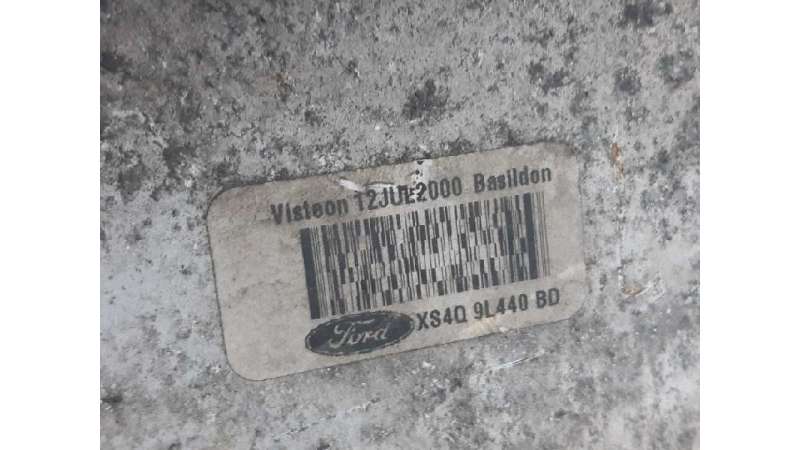 Visteon 12JUL2000 Basildon
Ford XS4Q 9L440 BD